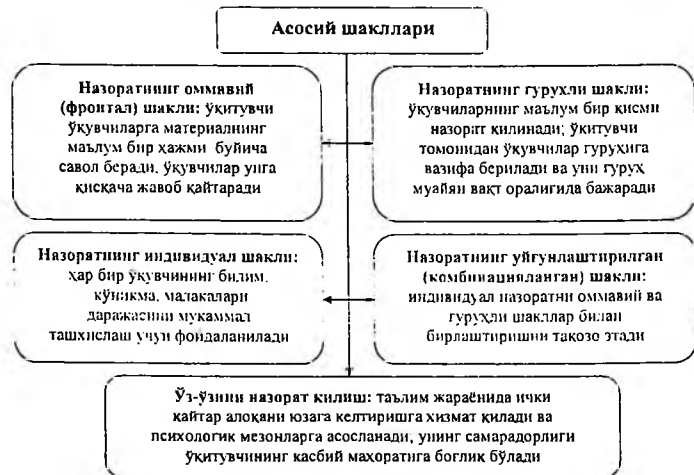 Асосий шакллари
Назоратнинг оммавий
(фронтал) шакли: ўқитувчи
ўқувчиларга материалнинг
маълум бир ҳажми буйича
савол беради, ўқувчилар унга
қисқача жавоб қайтаради
Назоратнинг гуруҳли шакли:
ўқувчиларнинг маълум бир қисми
назорат қилинади; ўқитувчи
томонидан ўқувчилар гуруҳига
вазифа берилади ва уни гуруҳ
муайян вақт оралиғида бажаради
Назоратнинг индивидуал шакли:
ҳар бир ўқувчининг билим,
кўникма, малакалари
даражасини мукаммал
ташхислаш учун фойдаланилади
Назоратнинг уйғунлаштирилган
(комбинацияланган) шакли:
индивидуал назоратни оммавий ва
гуруҳли шакллар билан
бирлаштиришни тақозо этади
Ўз-ўзини назорат қилиш: таълим жараёнида ички
қайтар алоқани юзага келтиришга хизмат қилади ва
психологик мезонларга асосланади, унинг самарадорлиги
ўқитувчининг касбий маҳоратига боғлиқ бўлади